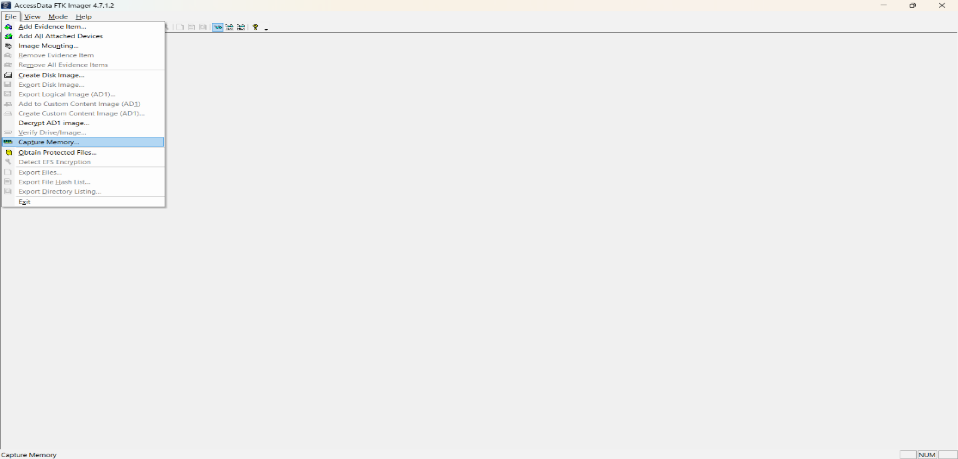 AccessData FTK Imager 4.7.1.2
File View Mode Help
Add Evidence Item...
Add All Attached Devices
Image Mounting...
Remove Evidence Item
Remove All Evidence Items
Create Disk Image...
Export Disk Image...
Export Logical Image (AD1)...
Add to Custom Content Image (AD1)
Create Custom Content Image (AD1)...
Decrypt AD1 image...
Verify Drive/Image...
Capture Memory...
Obtain Protected Files...
Detect EFS Encryption
Export Files...
Export File Hash List...
Export Directory Listing...
Exit
Capture Memory
NUM